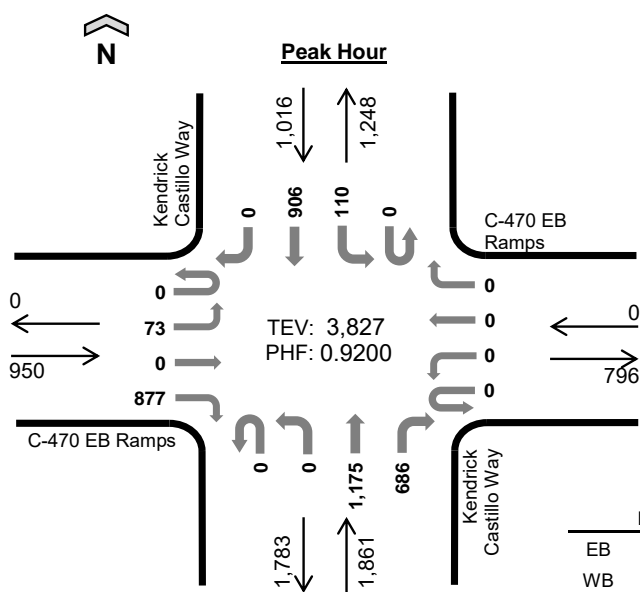 N
Peak Hour
Kendrick
Castillo Way
1,016
1,248
0
906
110
0
C-470 EB
Ramps
0
950
0
73
0
877
TEV: 3,827
PHF: 0.9200
0
0
0
0
0
796
C-470 EB Ramps
0
0
1,175
686
Kendrick
Castillo Way
1,783
1,861
EB
WB